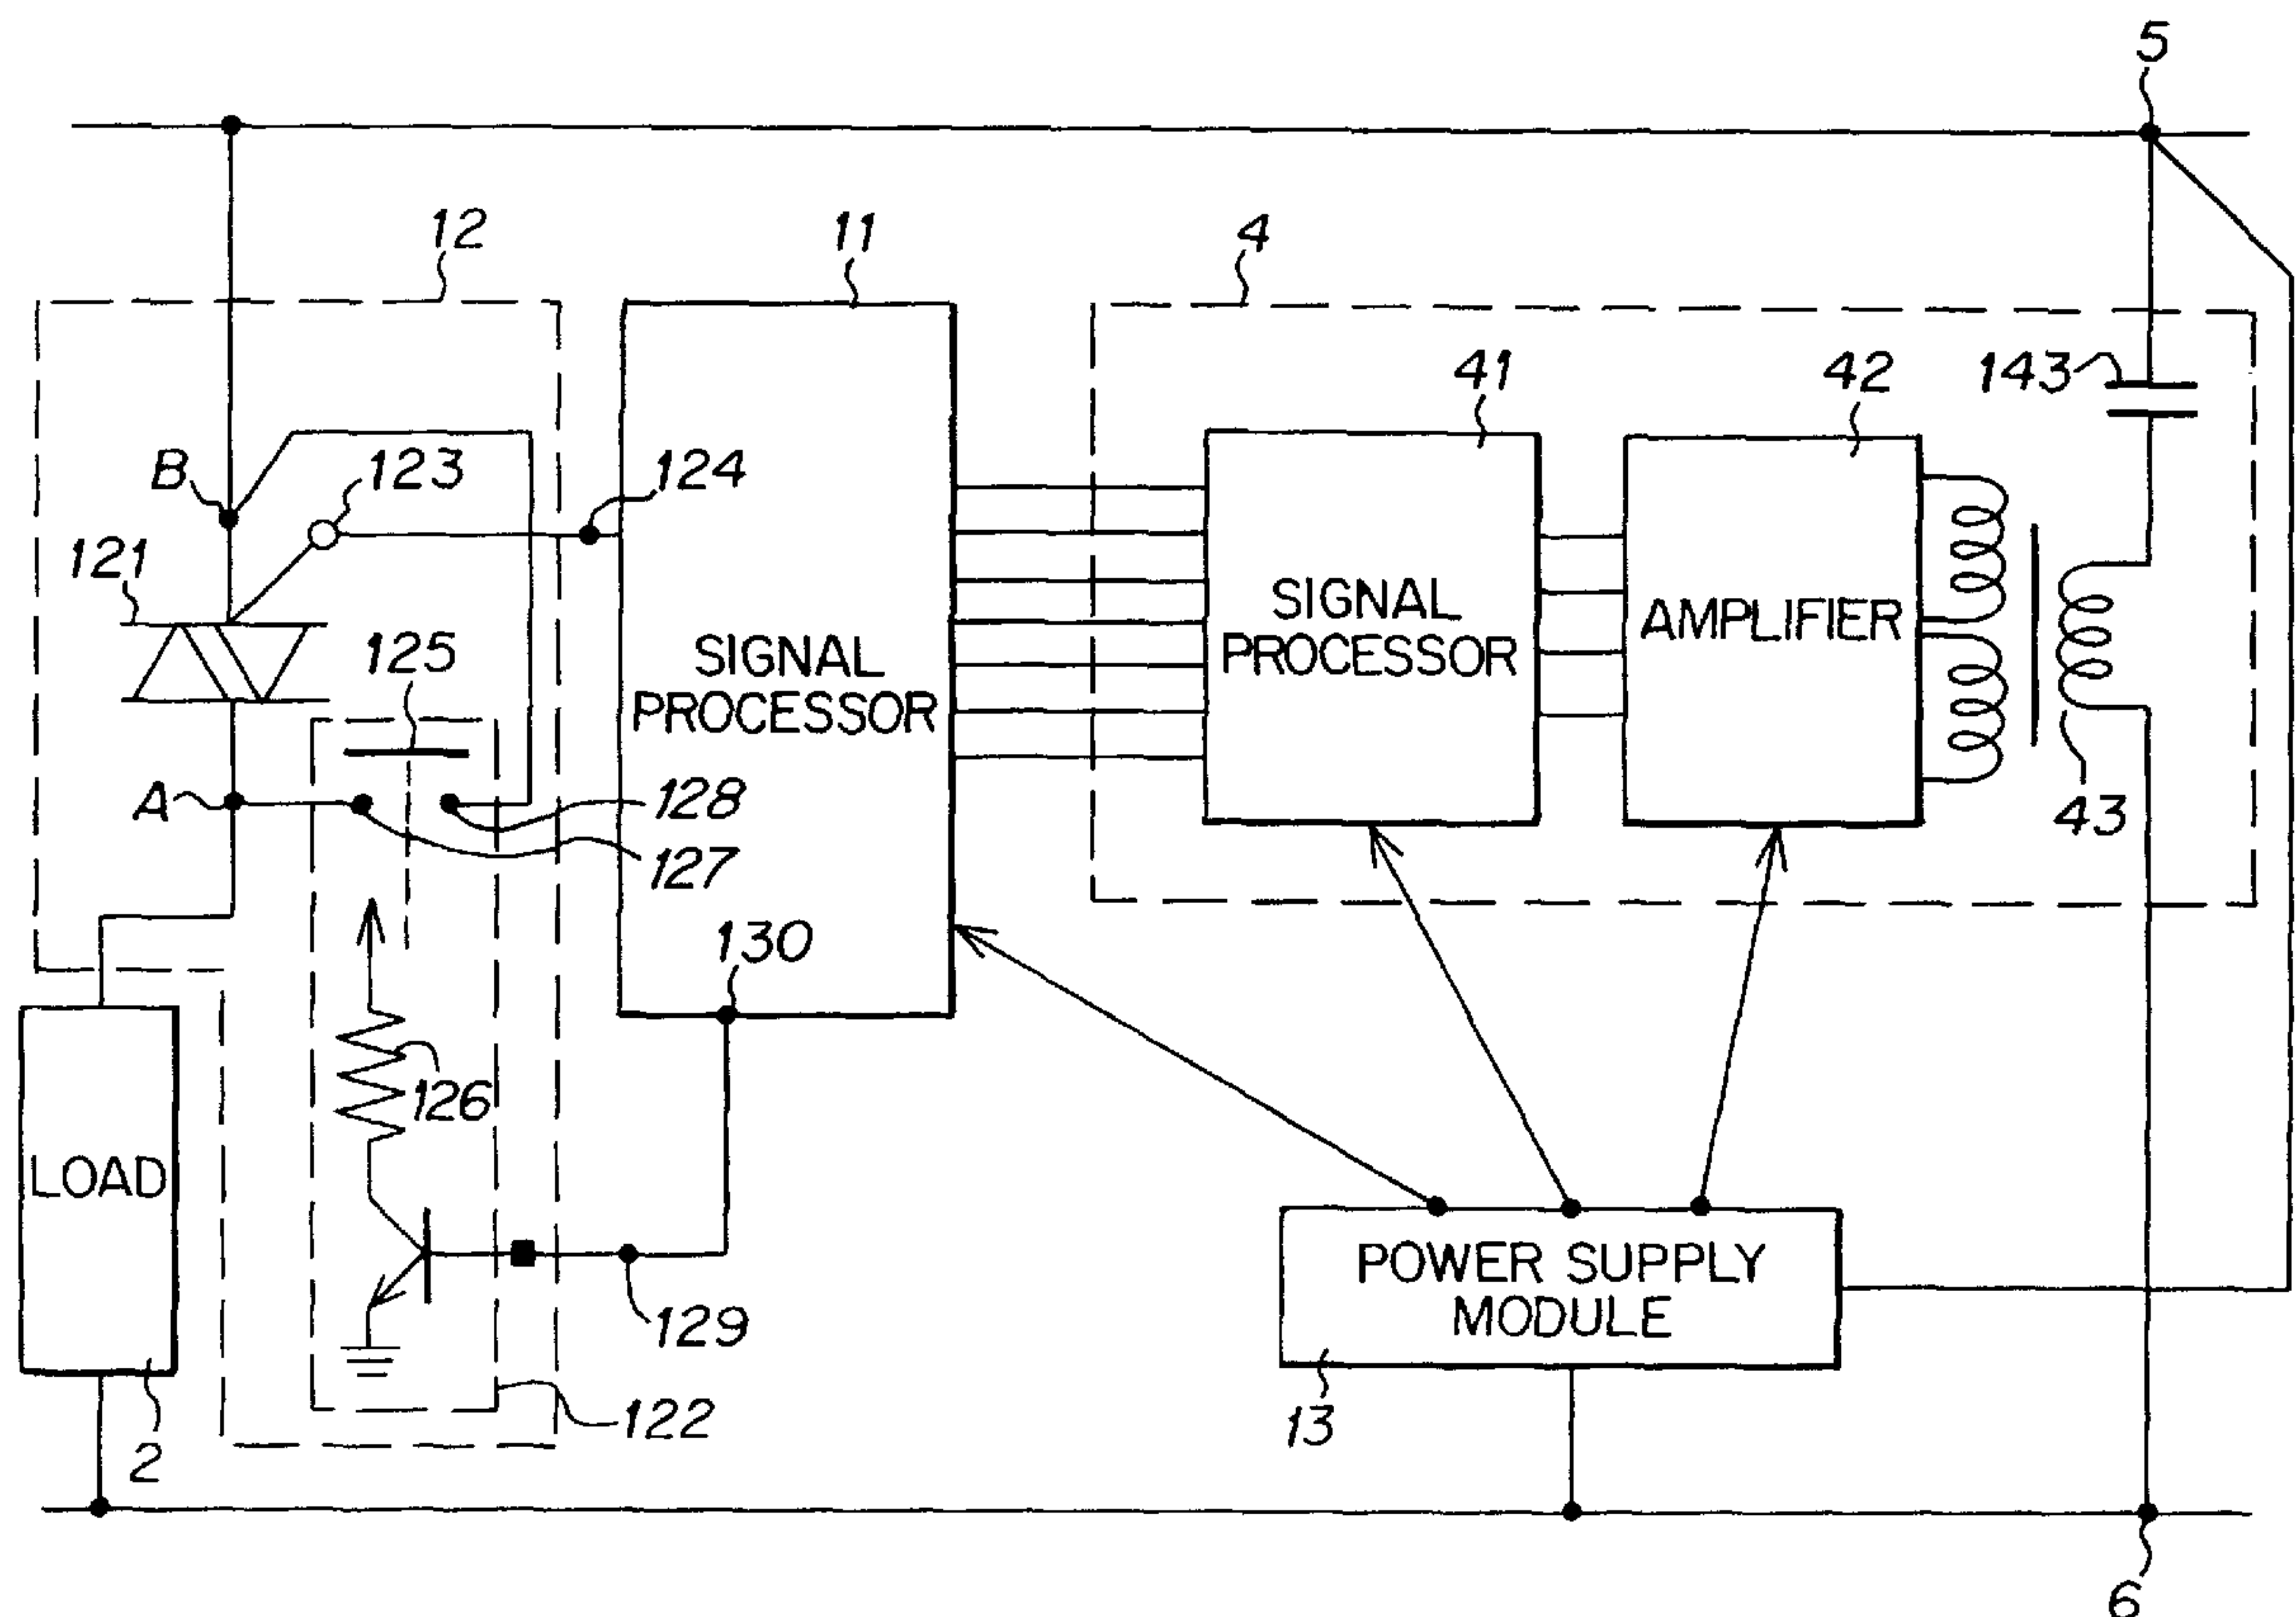 5
12
11
4
41
42
143
B
123
124
121
SIGNAL
PROCESSOR
AMPLIFIER
125
SIGNAL
PROCESSOR
A
128
43
127
130
126
LOAD
POWER SUPPLY
MODULE
129
122
13
2
6